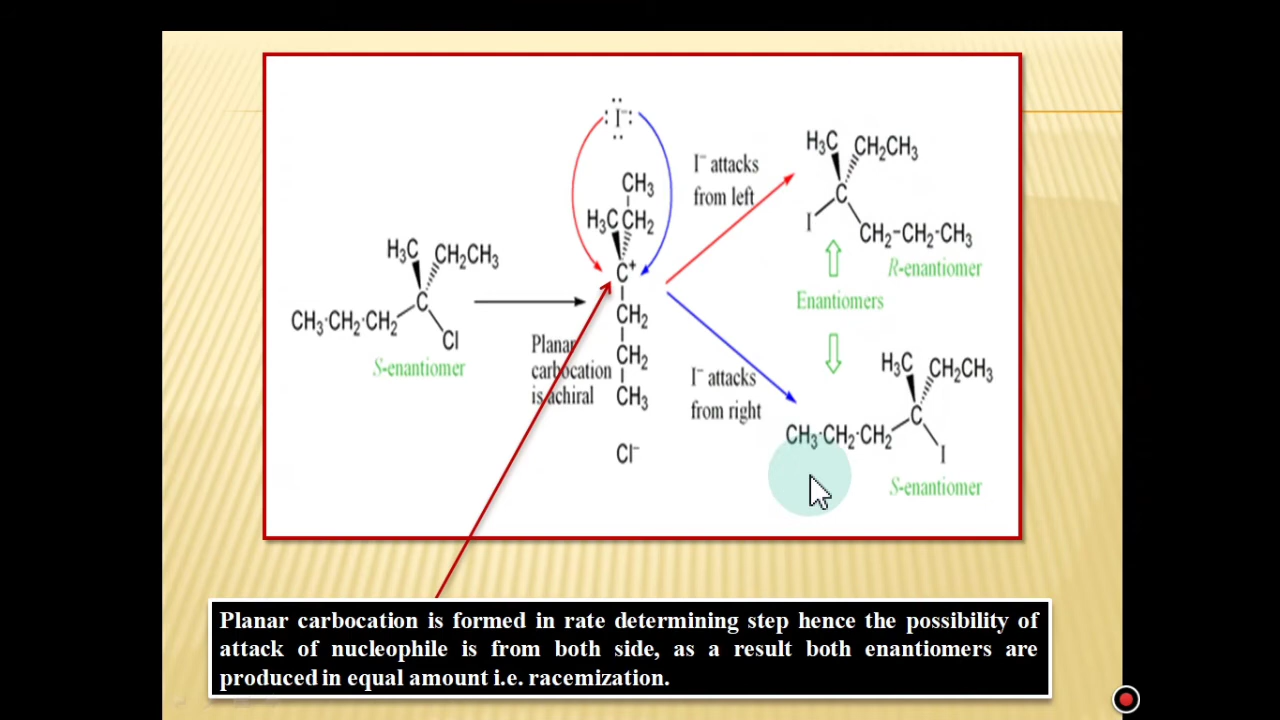 :I⁻:
CH₃
H₃C CH₂
C⁺
CH₂
CH₂
CH₃
Cl⁻
H₃C CH₂CH₃
CH₃·CH₂·CH₂ C
Cl
S-enantiomer
Planar
carbocation
is achiral
I⁻ attacks
from left
I⁻ attacks
from right
H₃C CH₂CH₃
C
I
CH₂-CH₂-CH₃
R-enantiomer
Enantiomers
H₃C CH₂CH₃
CH₃·CH₂·CH₂ C
I
S-enantiomer
Planar carbocation is formed in rate determining step hence the possibility of
attack of nucleophile is from both side, as a result both enantiomers are
produced in equal amount i.e. racemization.